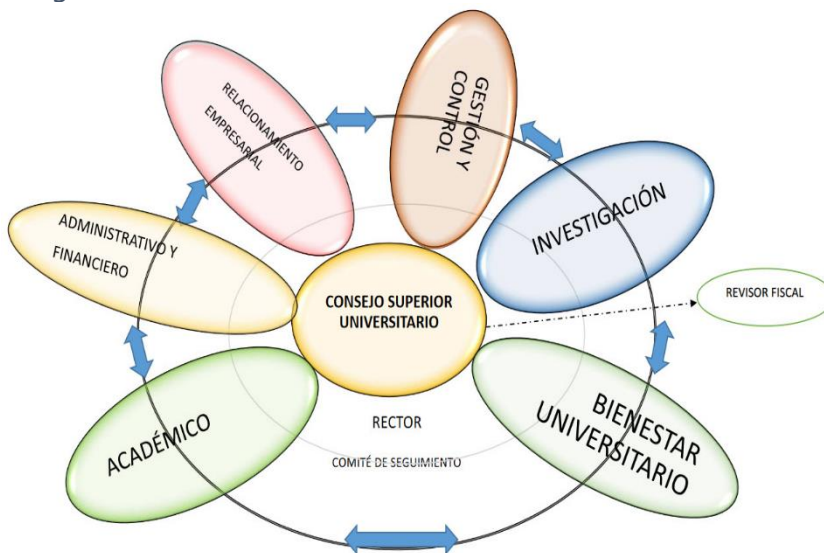 RELACIONAMIENTO
EMPRESARIAL
GESTIÓN Y
CONTROL
INVESTIGACIÓN
ADMINISTRATIVO Y
FINANCIERO
CONSEJO SUPERIOR
UNIVERSITARIO
REVISOR FISCAL
ACADÉMICO
RECTOR
COMITÉ DE SEGUIMIENTO
BIENESTAR
UNIVERSITARIO